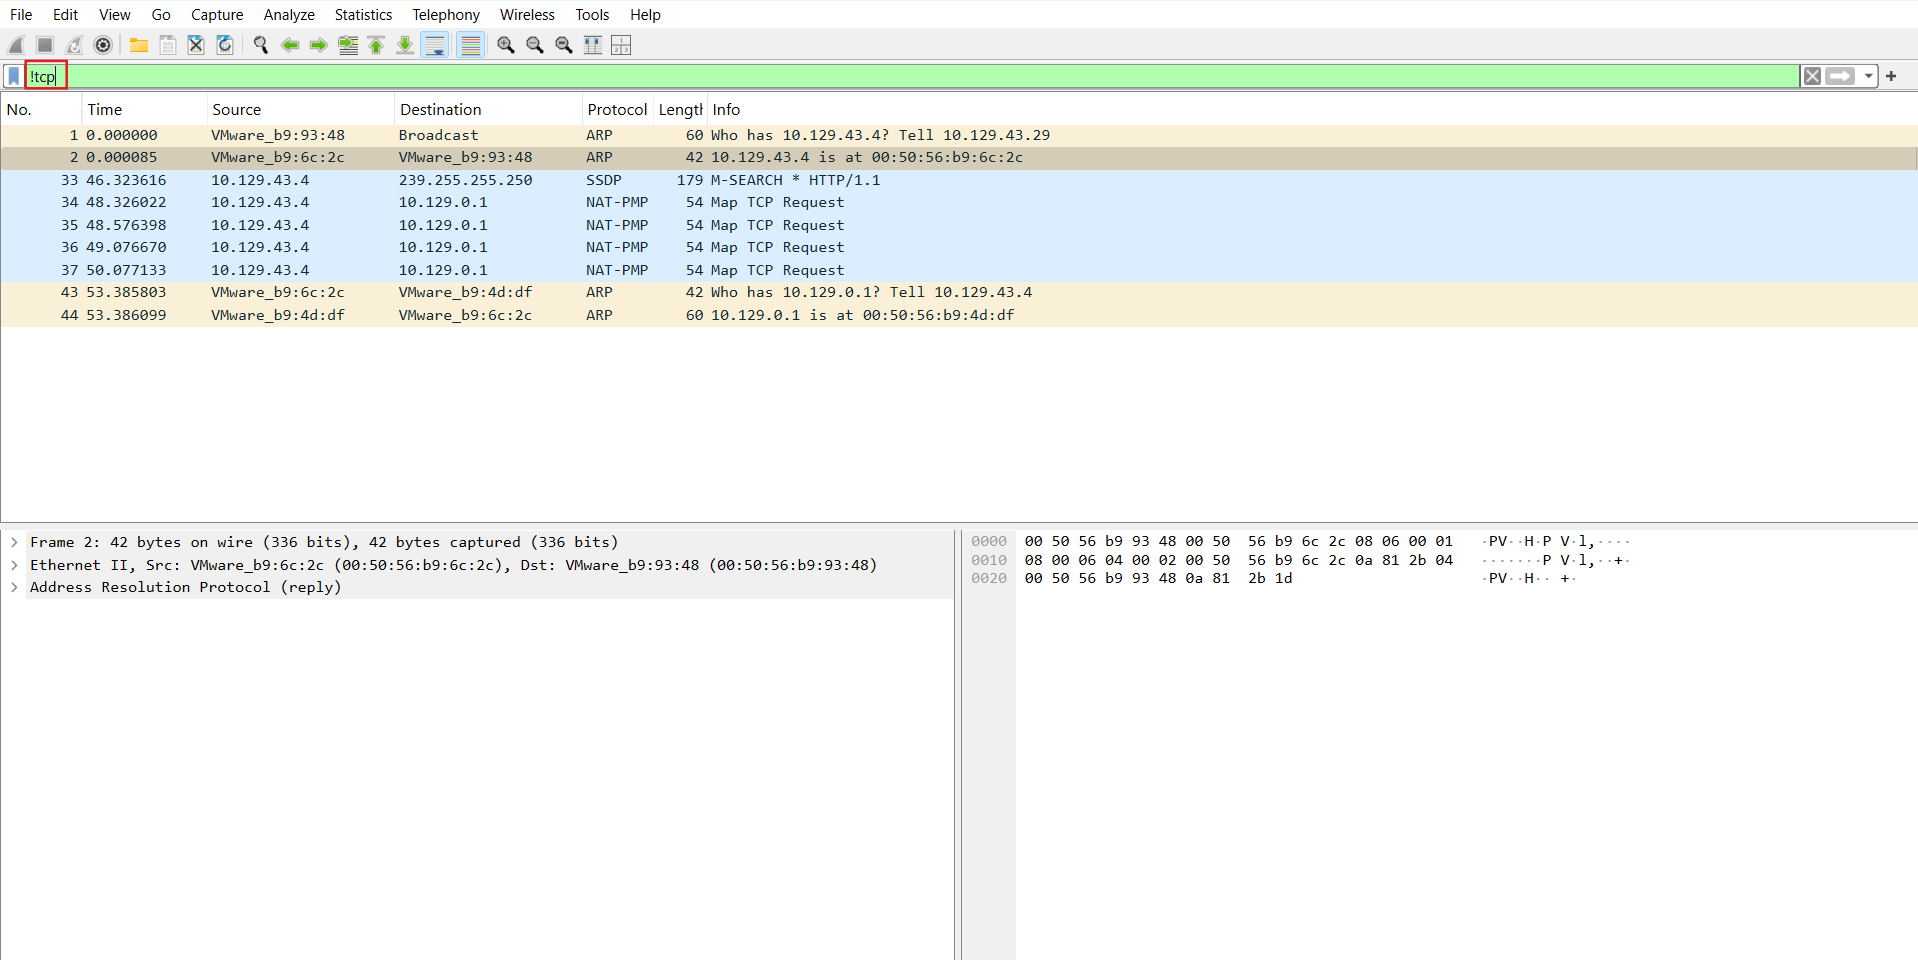 File Edit View Go Capture Analyze Statistics Telephony Wireless Tools Help
!tcp
No. Time Source Destination Protocol Length Info
1 0.000000 VMware_b9:93:48 Broadcast ARP 60 Who has 10.129.43.4? Tell 10.129.43.29
2 0.000085 VMware_b9:6c:2c VMware_b9:93:48 ARP 42 10.129.43.4 is at 00:50:56:b9:6c:2c
33 46.323616 10.129.43.4 239.255.255.250 SSDP 179 M-SEARCH * HTTP/1.1
34 48.326022 10.129.43.4 10.129.0.1 NAT-PMP 54 Map TCP Request
35 48.576398 10.129.43.4 10.129.0.1 NAT-PMP 54 Map TCP Request
36 49.076670 10.129.43.4 10.129.0.1 NAT-PMP 54 Map TCP Request
37 50.077133 10.129.43.4 10.129.0.1 NAT-PMP 54 Map TCP Request
43 53.385803 VMware_b9:6c:2c VMware_b9:4d:df ARP 42 Who has 10.129.0.1? Tell 10.129.43.4
44 53.386099 VMware_b9:4d:df VMware_b9:6c:2c ARP 60 10.129.0.1 is at 00:50:56:b9:4d:df
Frame 2: 42 bytes on wire (336 bits), 42 bytes captured (336 bits)
Ethernet II, Src: VMware_b9:6c:2c (00:50:56:b9:6c:2c), Dst: VMware_b9:93:48 (00:50:56:b9:93:48)
Address Resolution Protocol (reply)
0000 00 50 56 b9 93 48 00 50 56 b9 6c 2c 08 06 00 01 ·PV··H·P V·l,····
0010 08 00 06 04 00 02 00 50 56 b9 6c 2c 0a 81 2b 04 ·······P V·l,··+·
0020 00 50 56 b9 93 48 0a 81 2b 1d ·PV··H·· +·